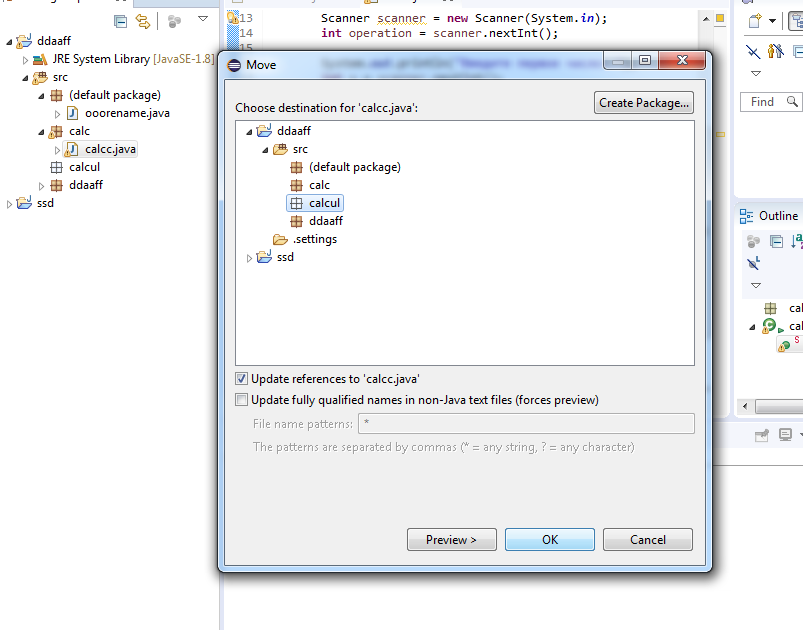 13 Scanner scanner = new Scanner(System.in);
14 int operation = scanner.nextInt();
15
ddaaff
JRE System Library [JavaSE-1.8]
src
(default package)
ooorename.java
calc
calcc.java
calcul
ddaaff
ssd
Move
Choose destination for 'calcc.java':
Create Package...
ddaaff
src
(default package)
calc
calcul
ddaaff
.settings
ssd
Update references to 'calcc.java'
Update fully qualified names in non-Java text files (forces preview)
File name patterns: *
The patterns are separated by commas (* = any string, ? = any character)
Preview >
OK
Cancel
Find
Outline
cal
cal
S